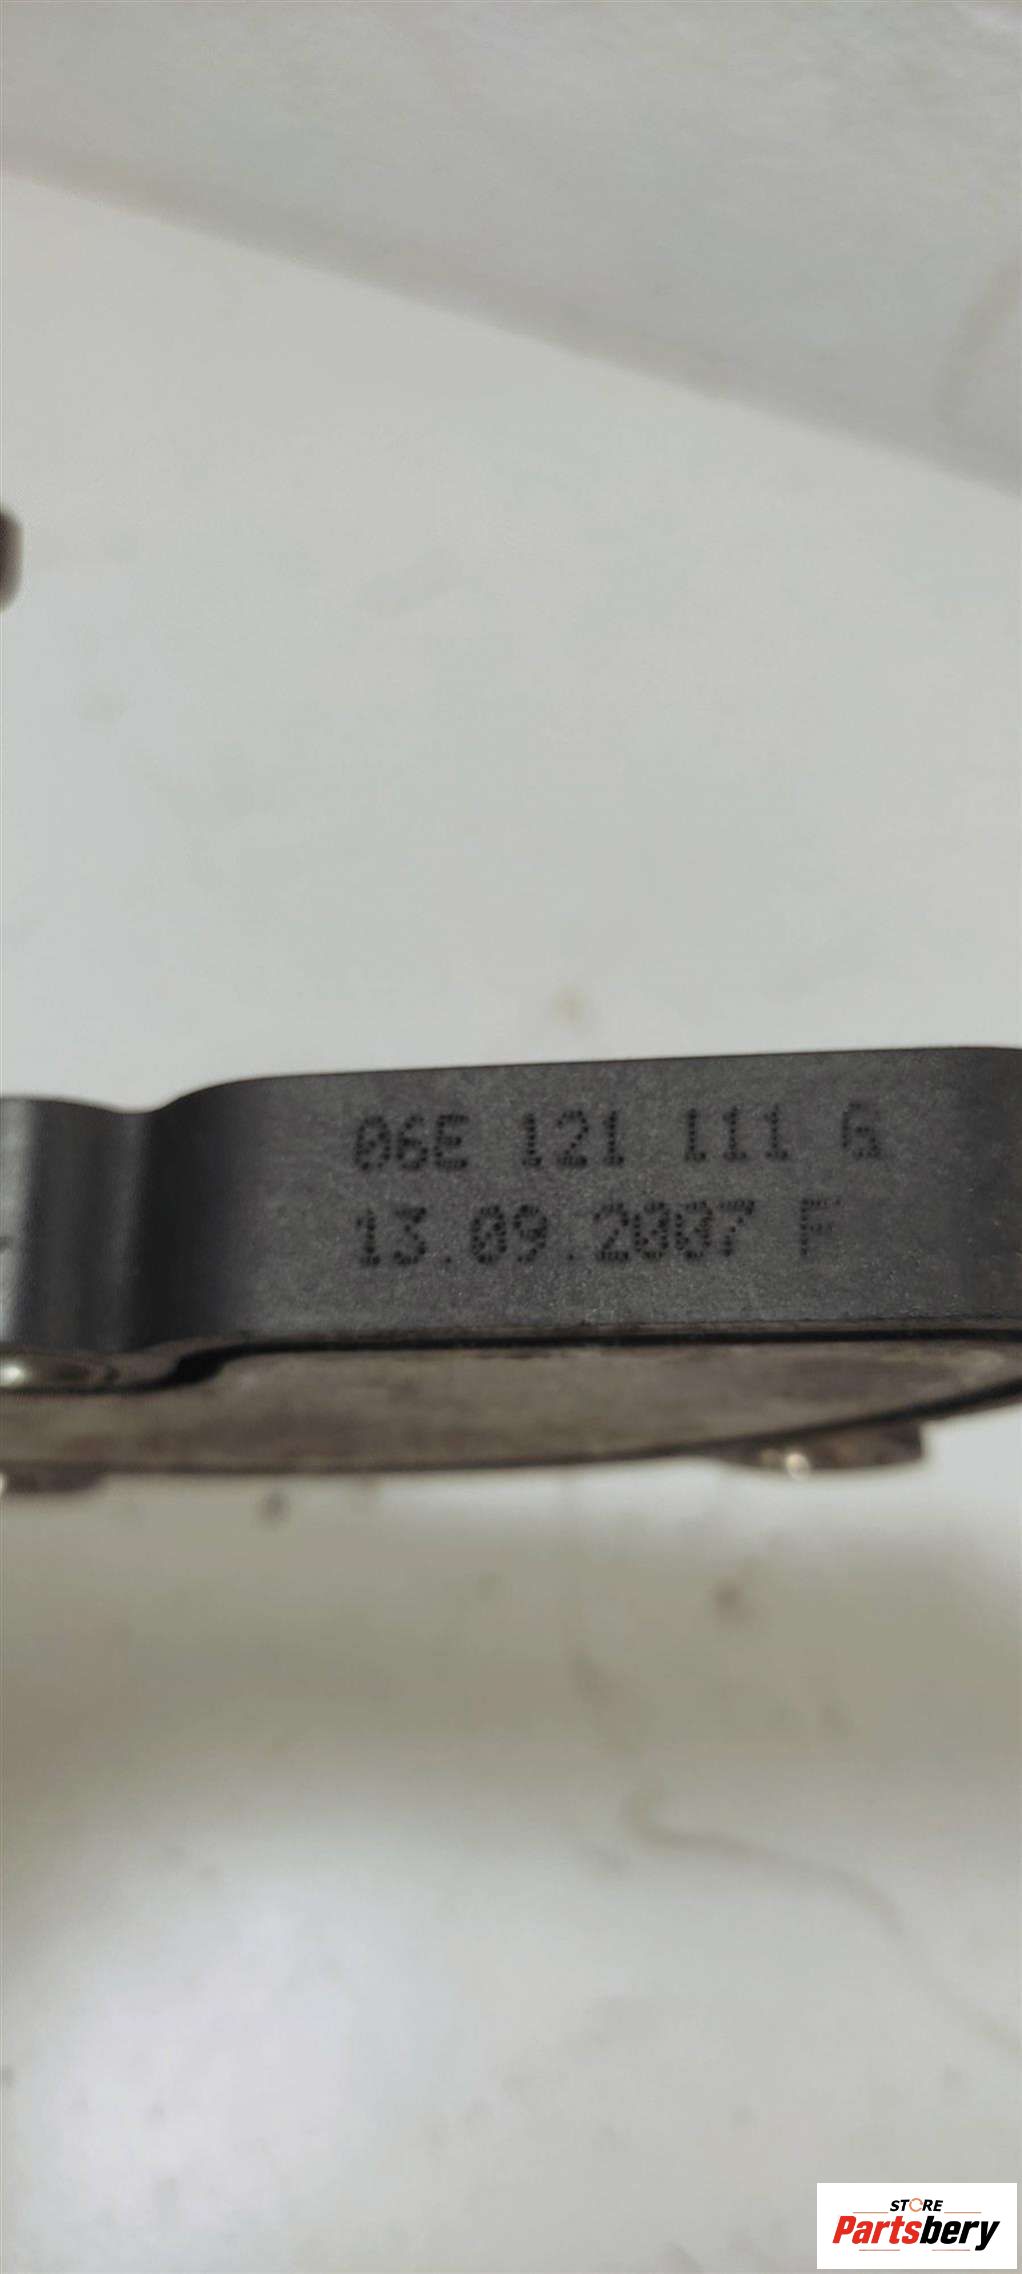 06E 121 111 G
13.09.2007 F
STORE
Partsbery